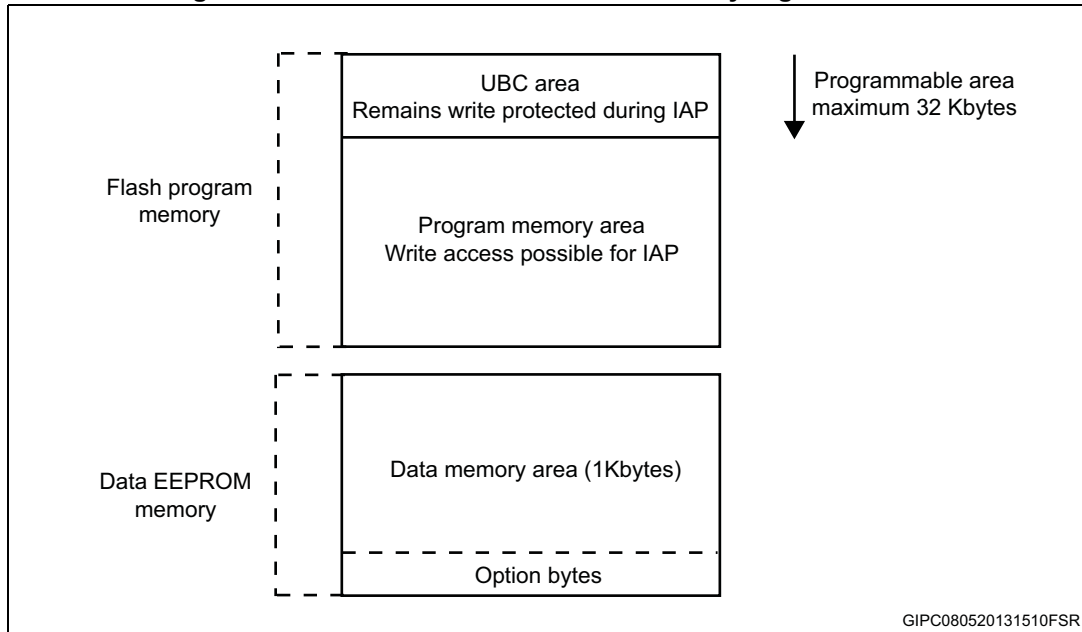 UBC area
Remains write protected during IAP
Programmable area
maximum 32 Kbytes
Flash program
memory
Program memory area
Write access possible for IAP
Data memory area (1Kbytes)
Data EEPROM
memory
Option bytes
GIPC080520131510FSR